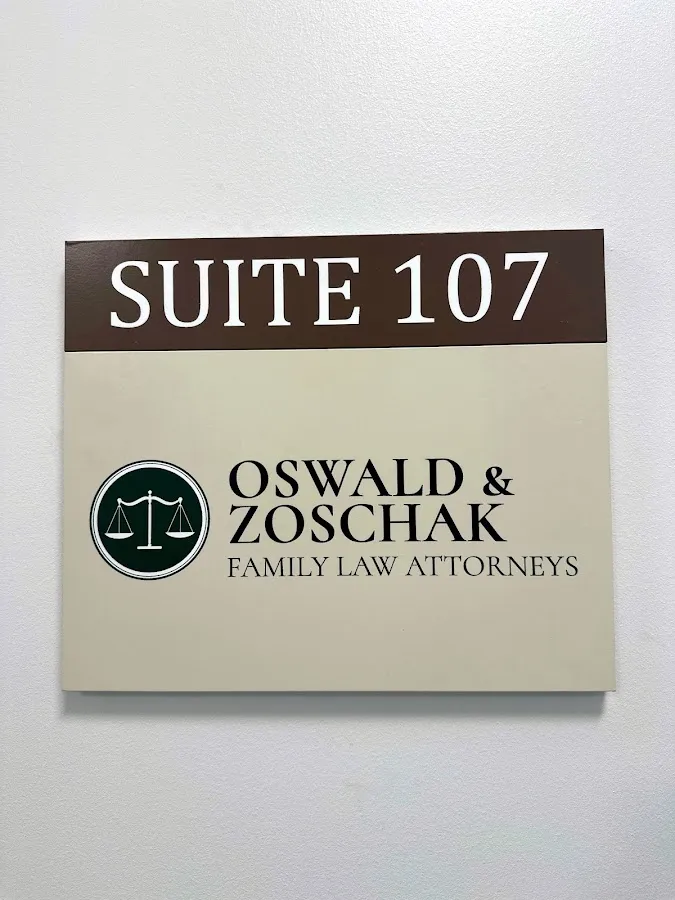 SUITE 107
OSWALD &
ZOSCHAK
FAMILY LAW ATTORNEYS